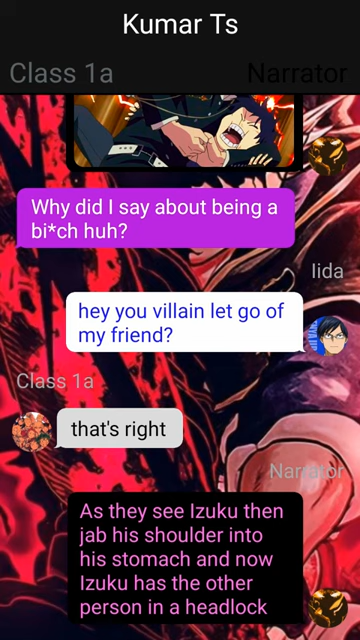 Kumar Ts
Class 1a
Narrator
Why did I say about being a
bi*ch huh?
Iida
hey you villain let go of
my friend?
Class 1a
that's right
Narrator
As they see Izuku then
jab his shoulder into
his stomach and now
Izuku has the other
person in a headlock